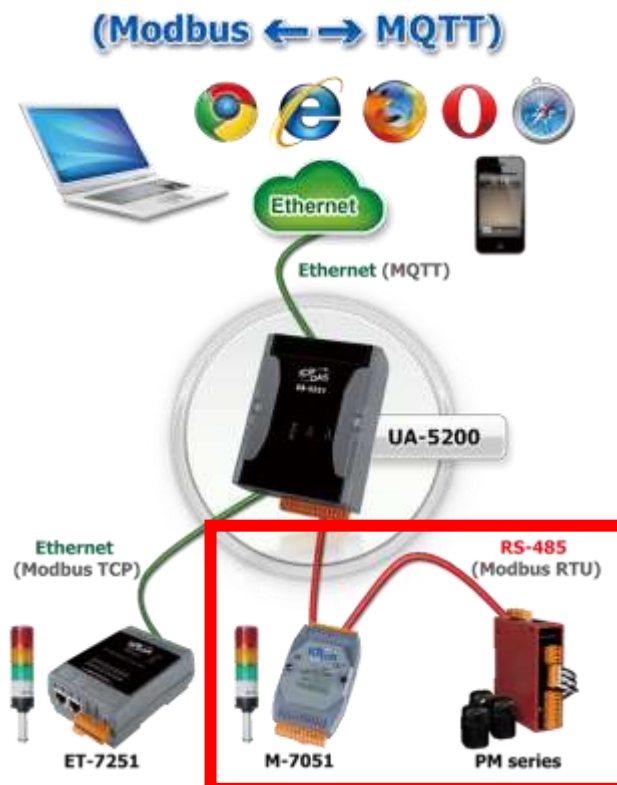 (Modbus ←→ MQTT)
Ethernet
Ethernet (MQTT)
UA-5200
Ethernet
(Modbus TCP)
RS-485
(Modbus RTU)
ET-7251
M-7051
PM series